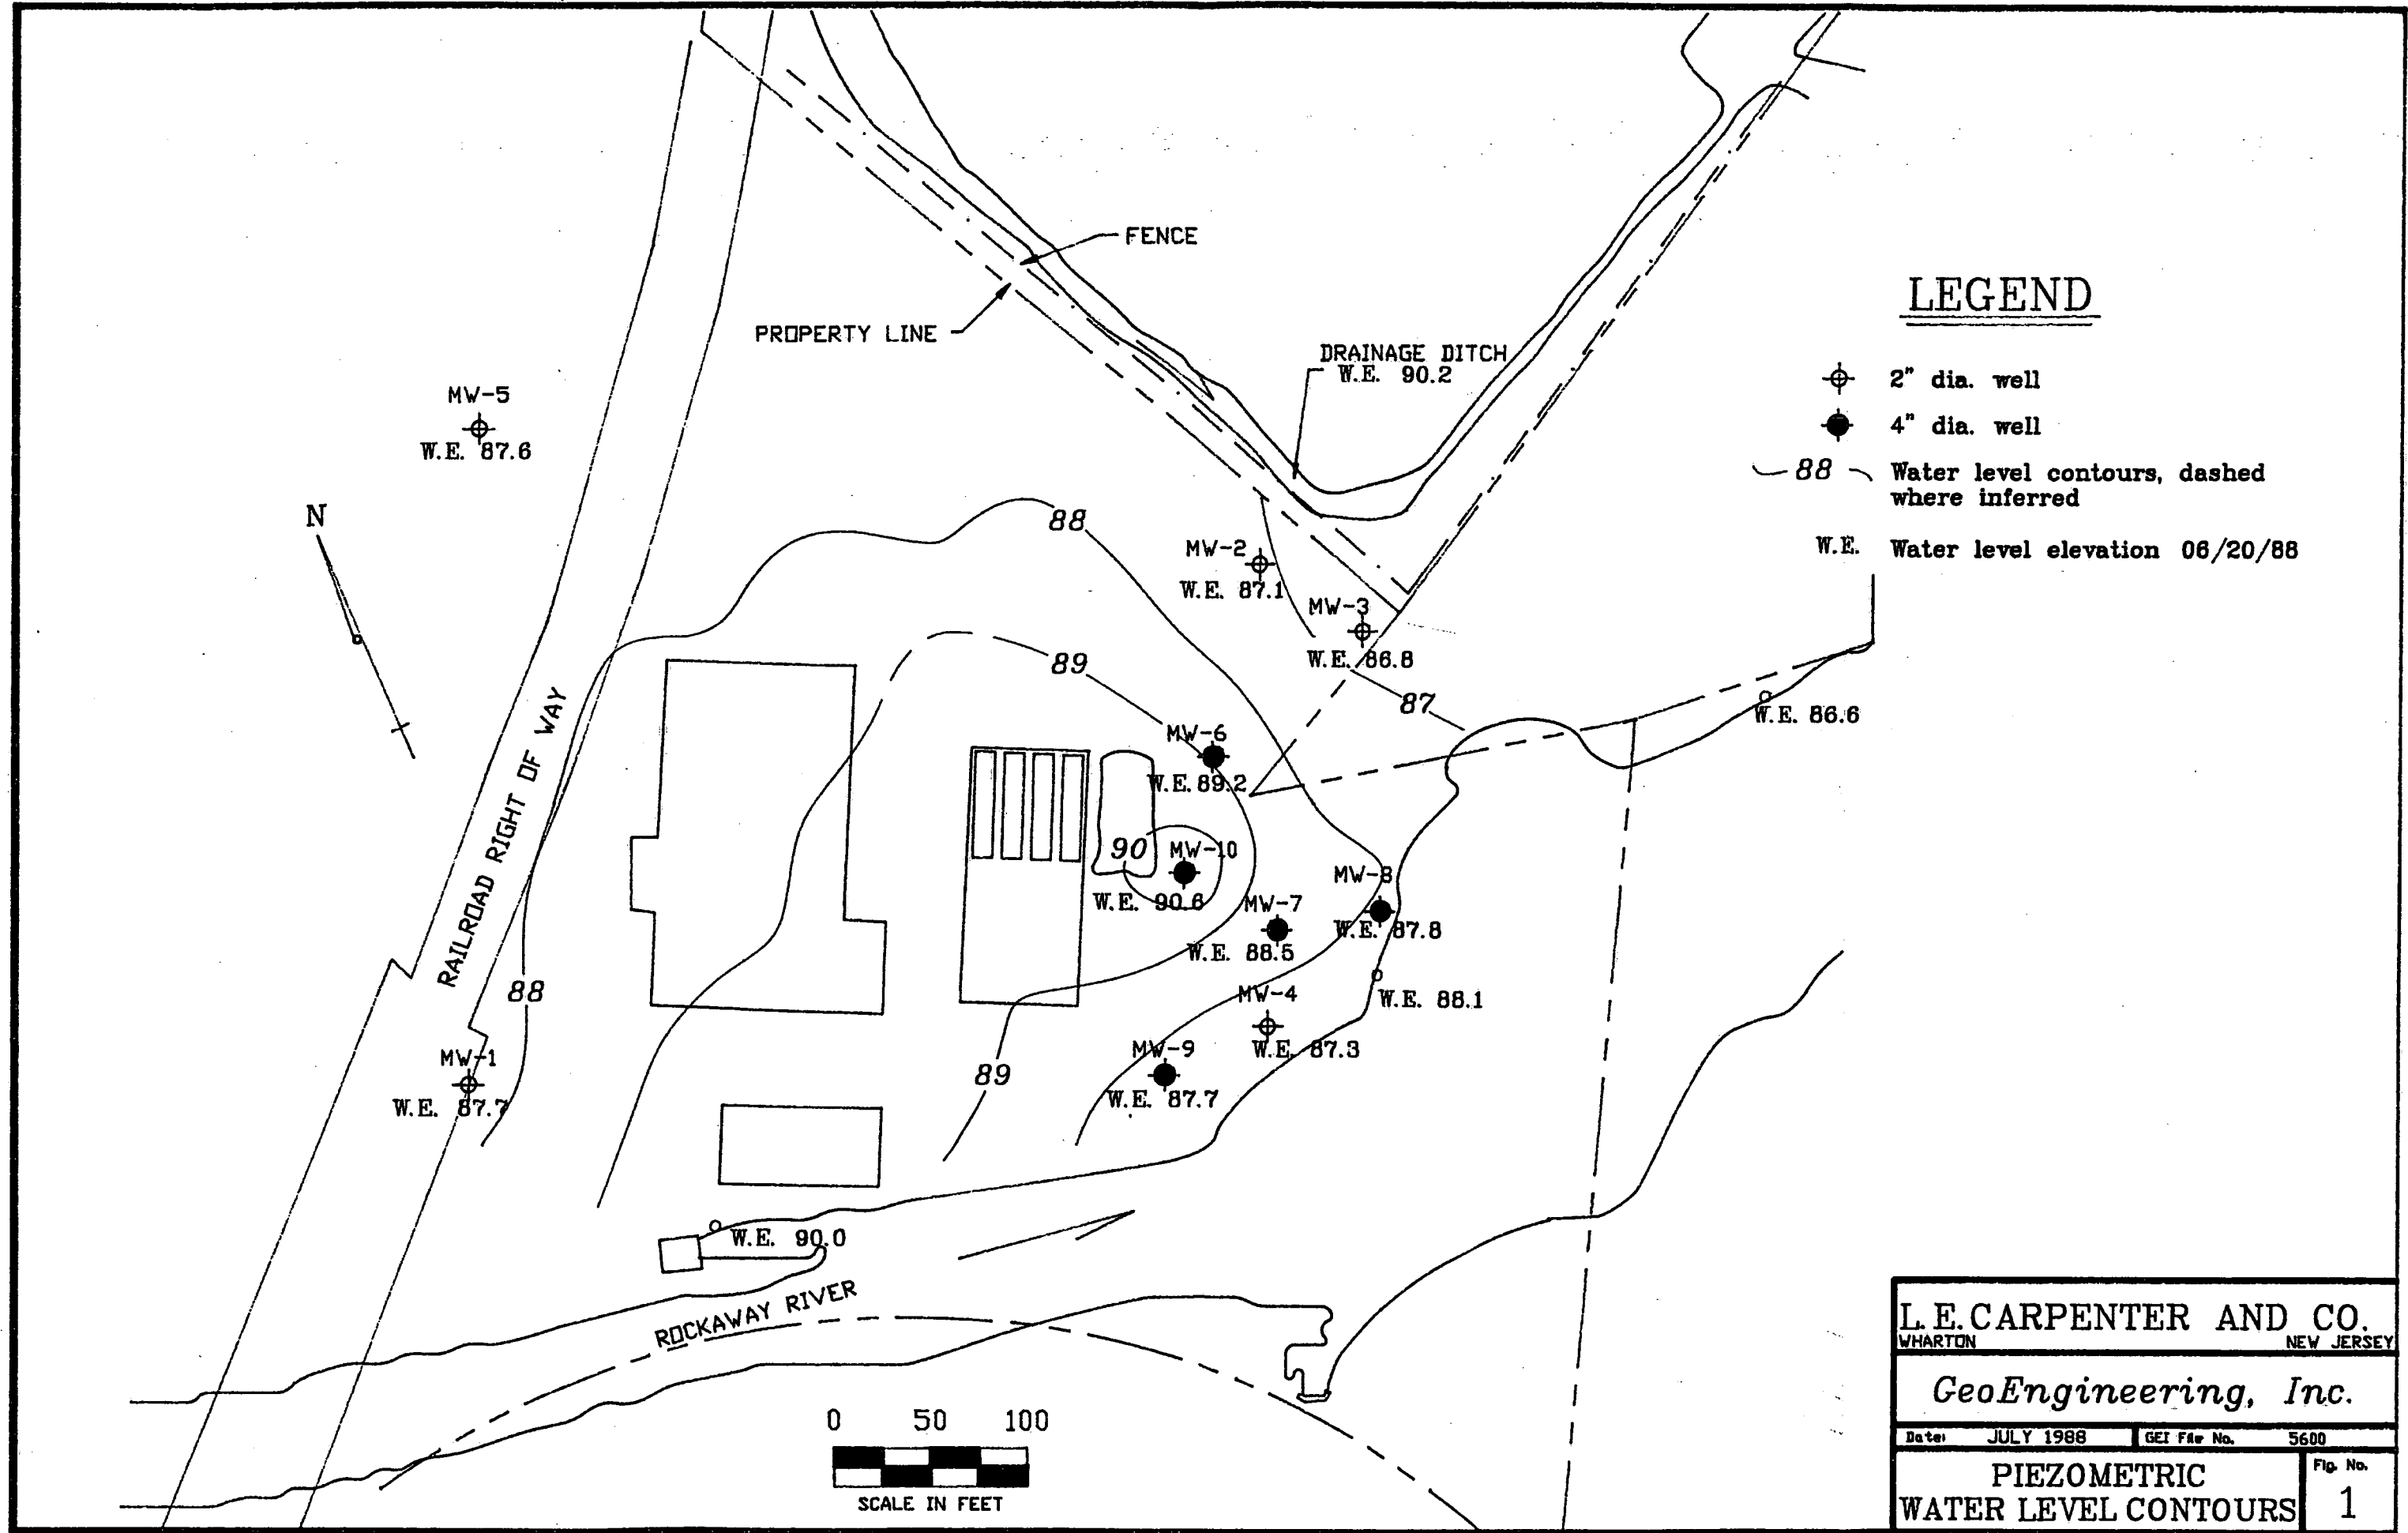 FENCE
PROPERTY LINE
DRAINAGE DITCH
W.E. 90.2
LEGEND
2" dia. well
4" dia. well
88 Water level contours, dashed
where inferred
W.E. Water level elevation 06/20/88
MW-5
W.E. 87.6
N
88
MW-2
W.E. 87.1
MW-3
W.E. 86.8
89
87
W.E. 86.6
RAILROAD RIGHT OF WAY
MW-6
W.E. 89.2
90
MW-10
W.E. 90.6
MW-7
W.E. 88.5
MW-8
W.E. 87.8
88
W.E. 88.1
MW-4
W.E. 87.3
MW-1
W.E. 87.7
89
MW-9
W.E. 87.7
W.E. 90.0
ROCKAWAY RIVER
0 50 100
SCALE IN FEET
L.E.CARPENTER AND CO.
WHARTON NEW JERSEY
GeoEngineering, Inc.
Date: JULY 1988 GEI File No. 5600
PIEZOMETRIC
WATER LEVEL CONTOURS
Fig. No.
1